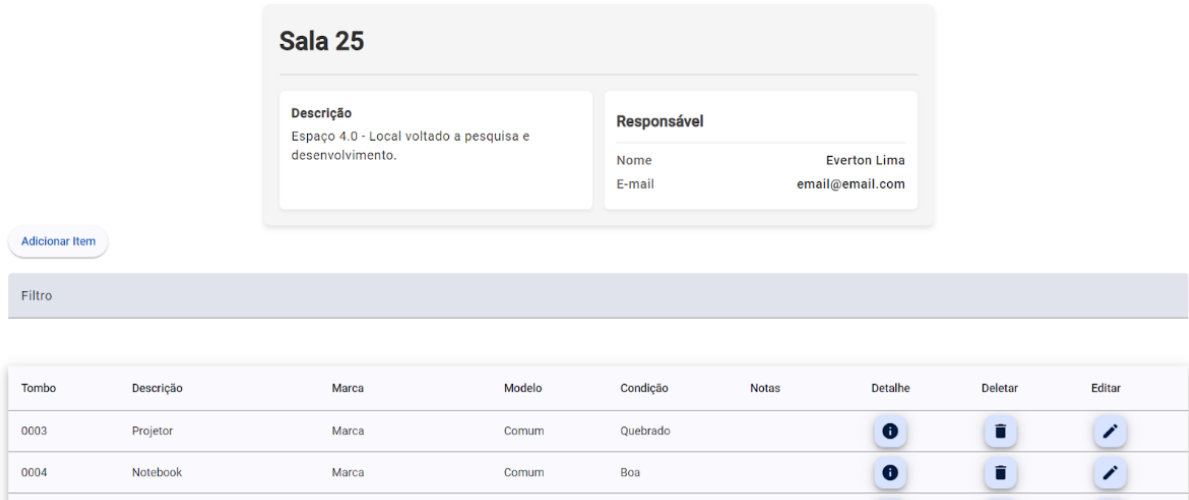 Sala 25
Descrição
Espaço 4.0 - Local voltado a pesquisa e
desenvolvimento.
Responsável
Nome Everton Lima
E-mail email@email.com
Adicionar Item
Filtro
Tombo Descrição Marca Modelo Condição Notas Detalhe Deletar Editar
0003 Projetor Marca Comum Quebrado
0004 Notebook Marca Comum Boa